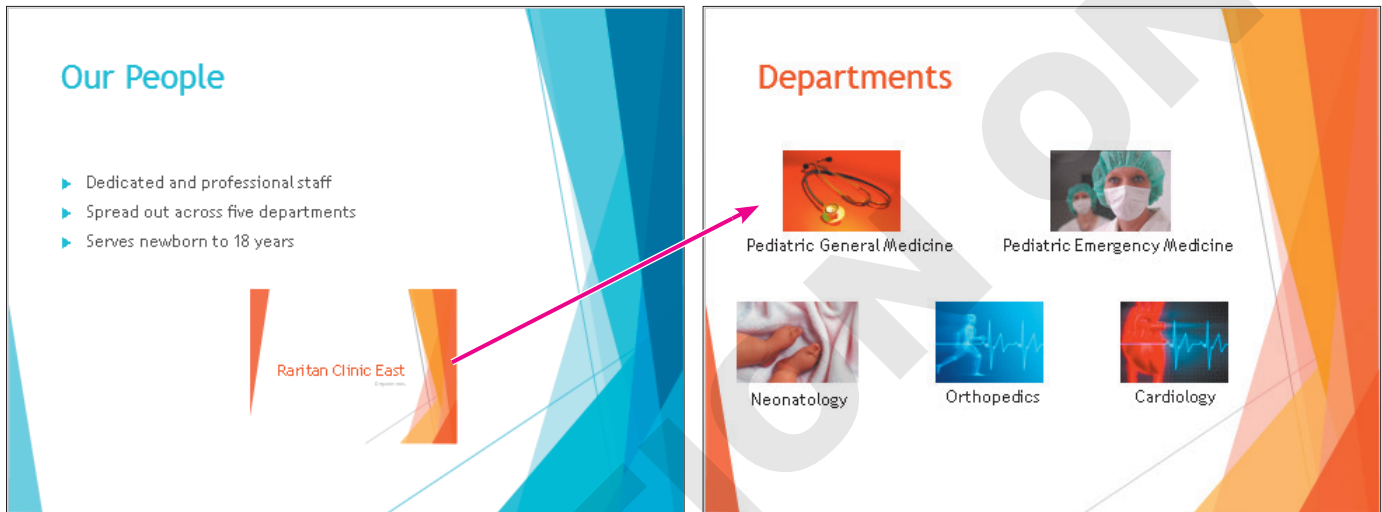 Our People
Dedicated and professional staff
Spread out across five departments
Serves newborn to 18 years
Raritan Clinic East
Departments
Pediatric General Medicine
Pediatric Emergency Medicine
Neonatology
Orthopedics
Cardiology